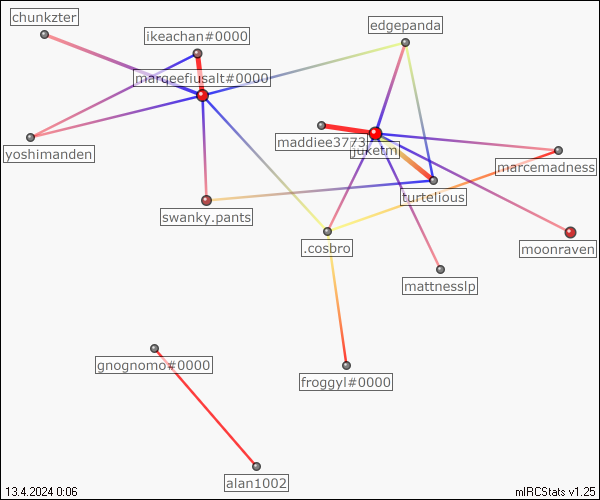 chunkzter
edgepanda
ikeachan#0000
marqeefiusalt#0000
maddiee3773
juketm
yoshimanden
marcemadness
turtelious
swanky.pants
.cosbro
moonraven
mattnesslp
gnognomo#0000
froggyl#0000
alan1002
13.4.2024 0:06
mIRCStats v1.25